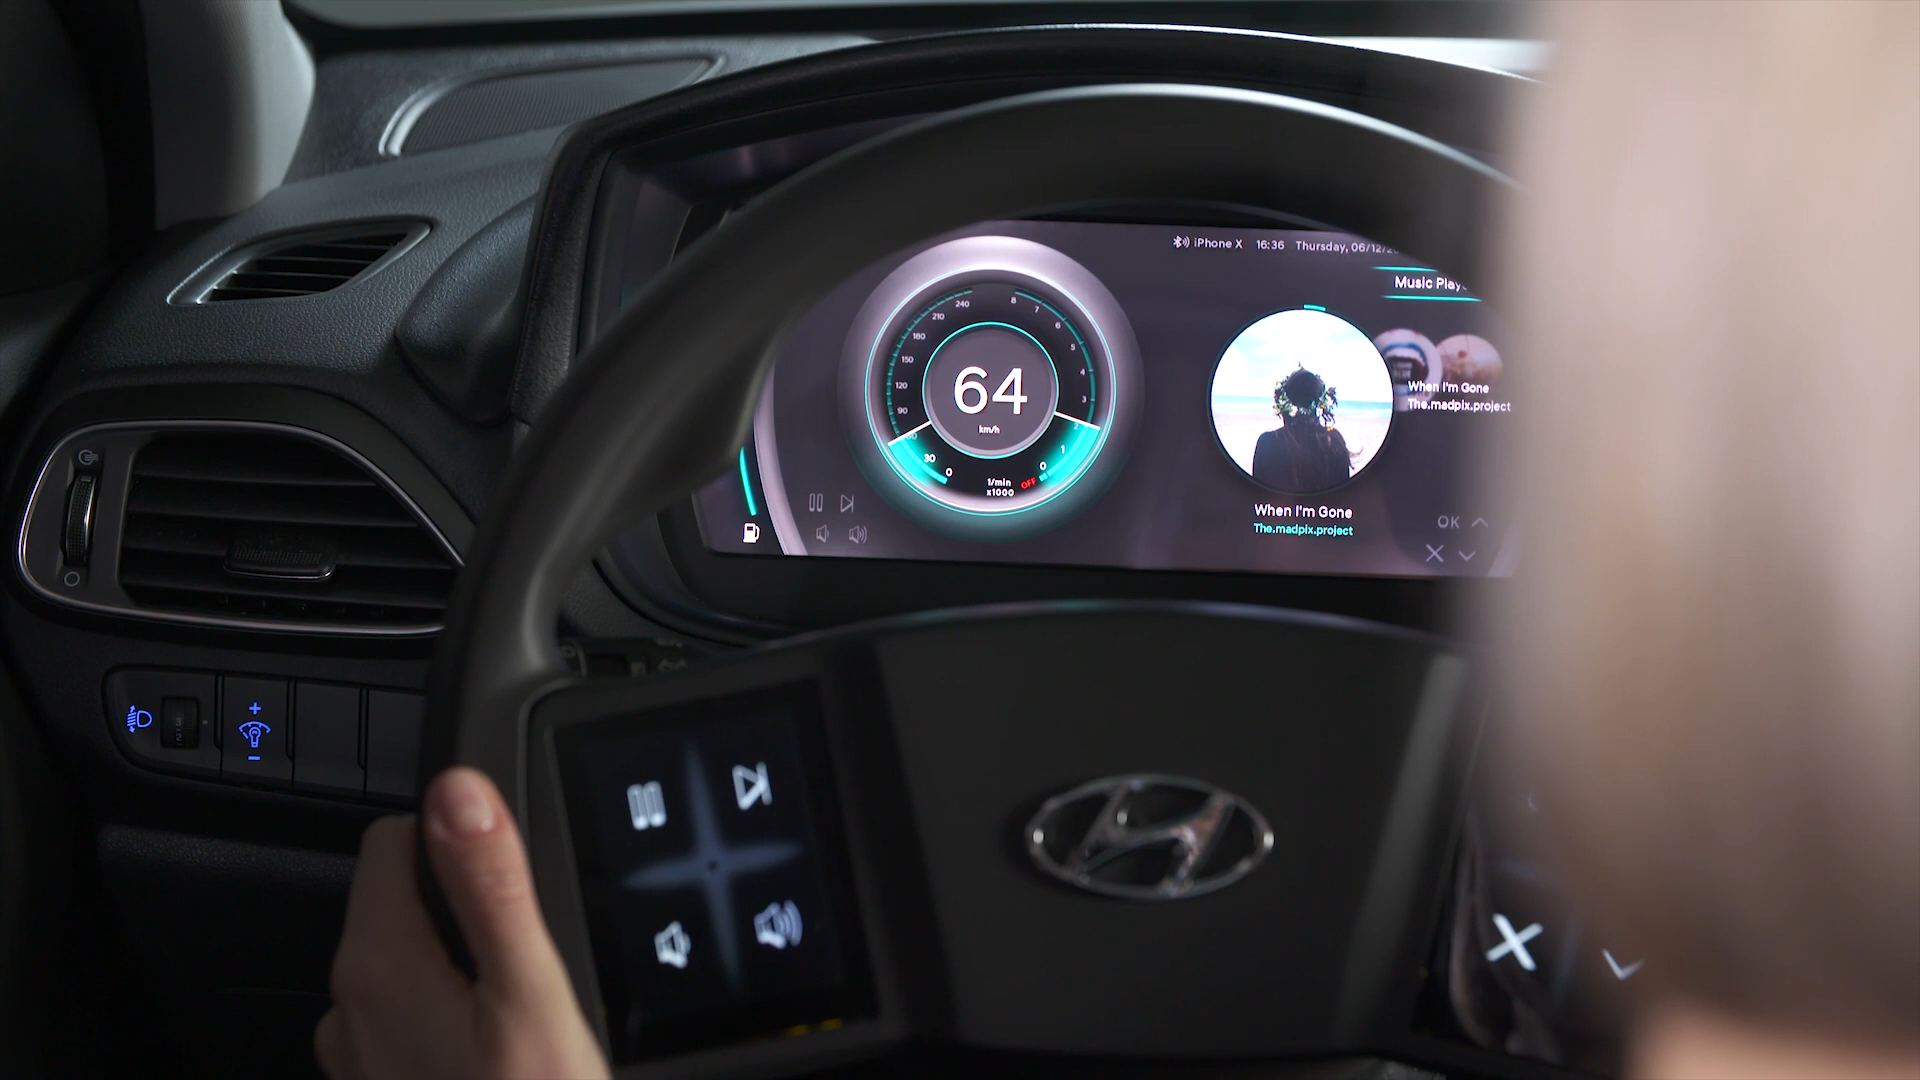 iPhone X 16:36 Thursday, 06/12/2
Music Play
240
210
180
150
120
90
60
30
0
8
7
6
5
4
3
2
1
0
64
km/h
1/min
x1000
OFF
When I'm Gone
The.madpix.project
When I'm Gone
The.madpix.project
OK